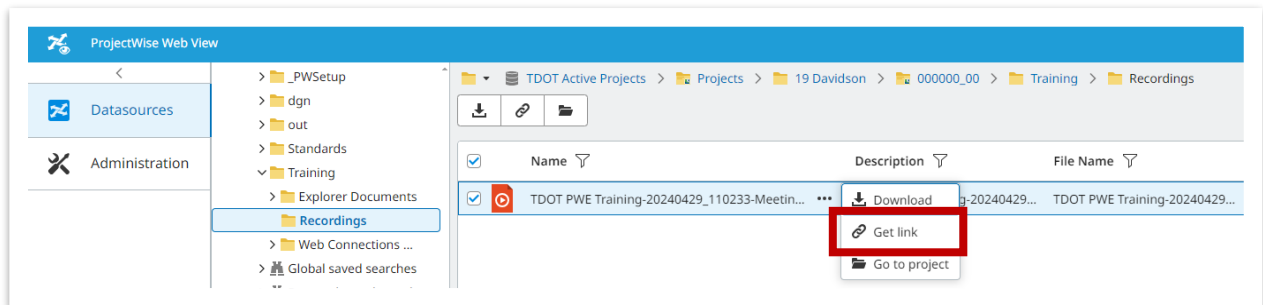 ProjectWise Web View
Datasources
Administration
_PWSetup
dgn
out
Standards
Training
Explorer Documents
Recordings
Web Connections ...
Global saved searches
TDOT Active Projects > Projects > 19 Davidson > 000000_00 > Training > Recordings
Name Description File Name
TDOT PWE Training-20240429_110233-Meetin... ••• Download g-20240429... TDOT PWE Training-20240429...
Get link
Go to project